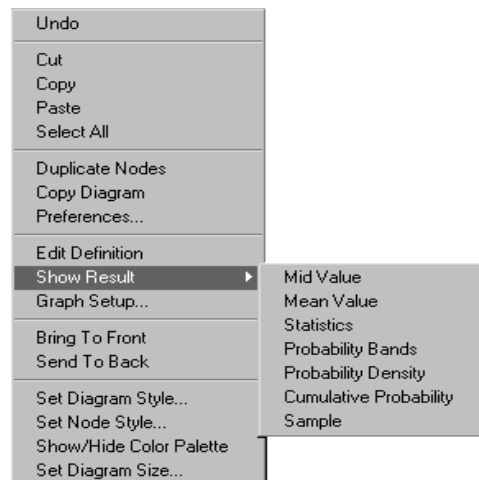 Undo
Cut
Copy
Paste
Select All
Duplicate Nodes
Copy Diagram
Preferences...
Edit Definition
Show Result
Graph Setup...
Bring To Front
Send To Back
Set Diagram Style...
Set Node Style...
Show/Hide Color Palette
Set Diagram Size...
Mid Value
Mean Value
Statistics
Probability Bands
Probability Density
Cumulative Probability
Sample